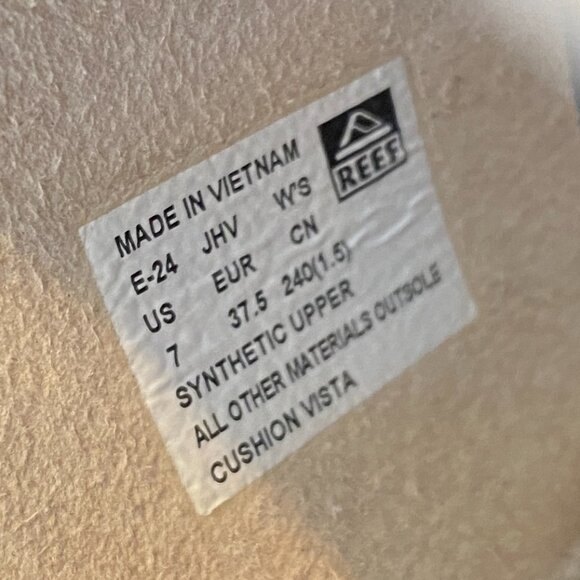 MADE IN VIETNAM
E-24 JHV W'S
US EUR CN
7 37.5 240(1.5)
SYNTHETIC UPPER
ALL OTHER MATERIALS OUTSOLE
CUSHION VISTA
REEF